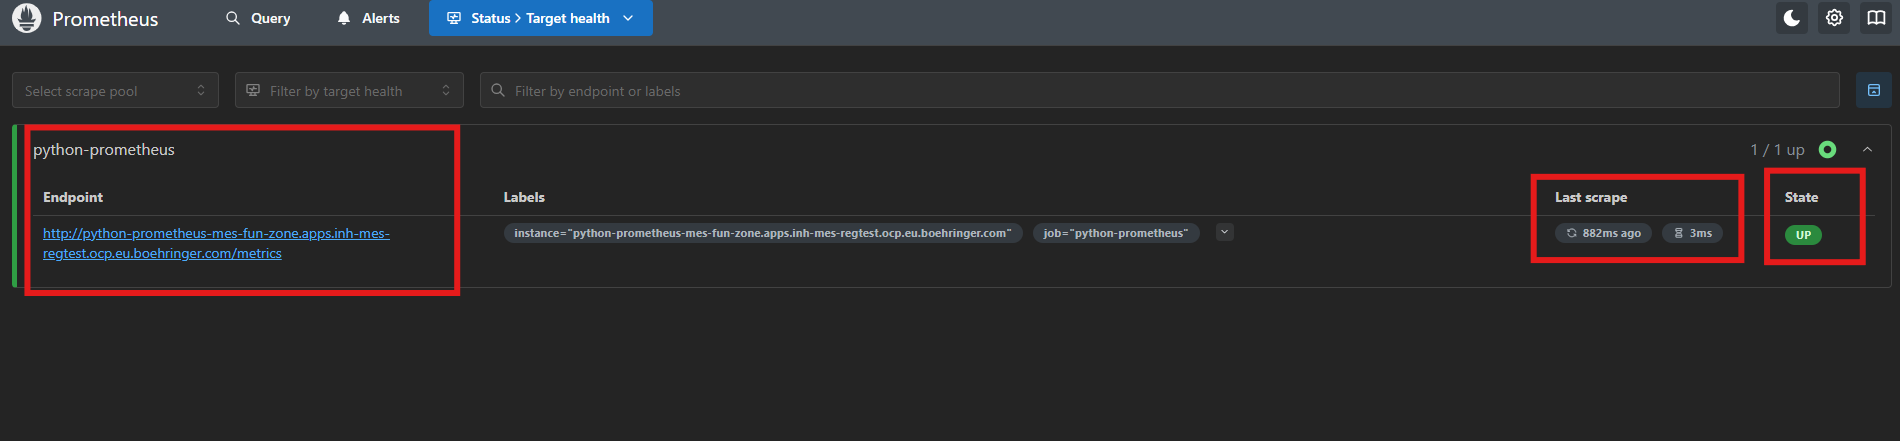 Prometheus Query Alerts Status > Target health
Select scrape pool Filter by target health Filter by endpoint or labels
python-prometheus 1 / 1 up
Endpoint Labels Last scrape State
http://python-prometheus-mes-fun-zone.apps.inh-mes- instance="python-prometheus-mes-fun-zone.apps.inh-mes-regtest.ocp.eu.boehringer.com" job="python-prometheus" 882ms ago 3ms UP
regtest.ocp.eu.boehringer.com/metrics